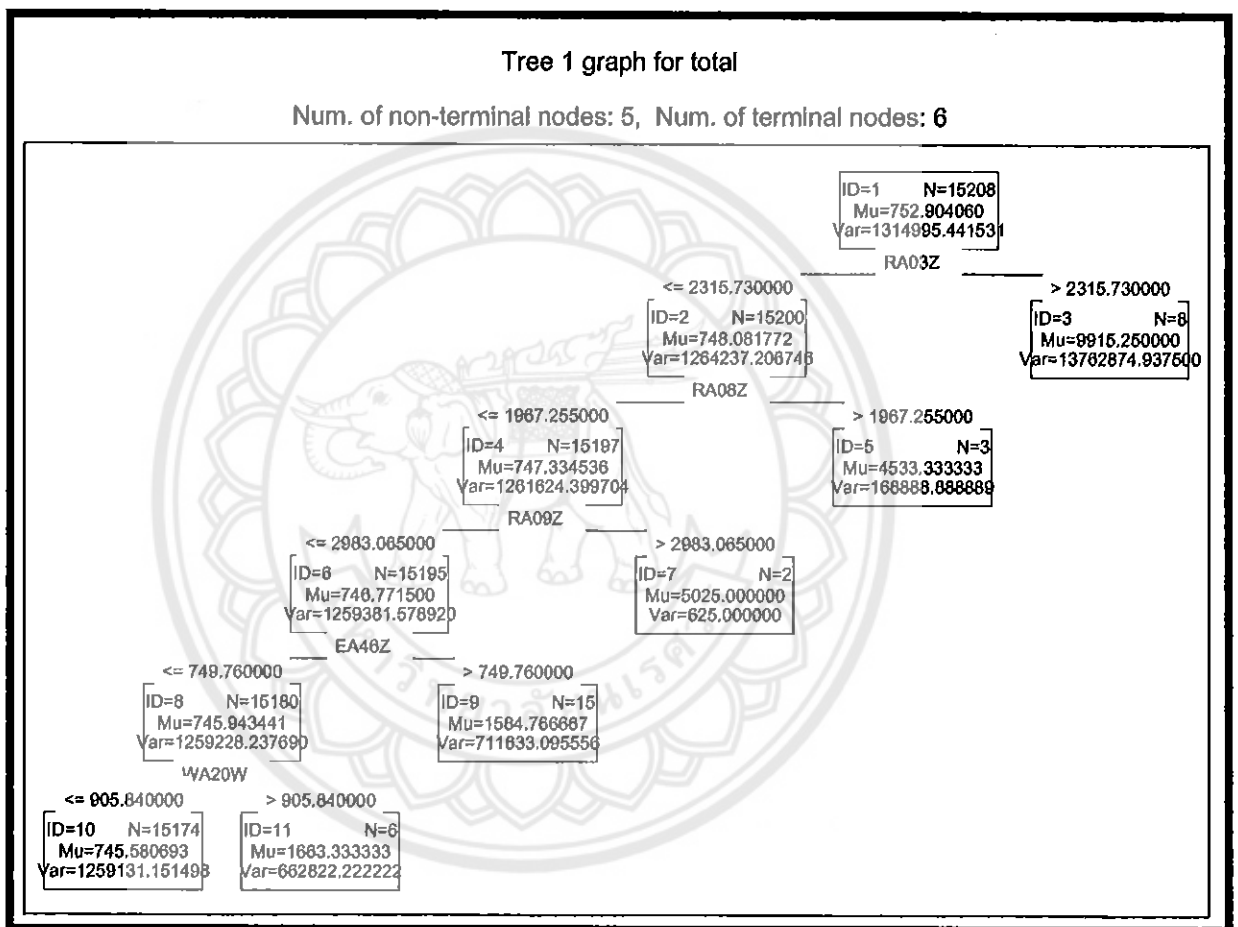 Tree 1 graph for total
Num. of non-terminal nodes: 5, Num. of terminal nodes: 6
ID=1 N=15208
Mu=752.904060
Var=1314995.441531
RA03Z
<= 2315.730000
> 2315.730000
ID=2 N=15200
Mu=748.081772
Var=1264237.206746
ID=3 N=8
Mu=9915.250000
Var=13762874.937500
RA08Z
<= 1967.255000
> 1967.255000
ID=4 N=15197
Mu=747.334536
Var=1261624.399704
ID=5 N=3
Mu=4533.333333
Var=168888.888889
RA09Z
<= 2983.065000
> 2983.065000
ID=6 N=15195
Mu=746.771500
Var=1259381.578920
ID=7 N=2
Mu=5025.000000
Var=625.000000
EA46Z
<= 749.760000
> 749.760000
ID=8 N=15180
Mu=745.943441
Var=1259228.237690
ID=9 N=15
Mu=1584.766667
Var=711633.095556
WA20W
<= 905.840000
> 905.840000
ID=10 N=15174
Mu=745.580693
Var=1259131.151498
ID=11 N=6
Mu=1663.333333
Var=662822.222222